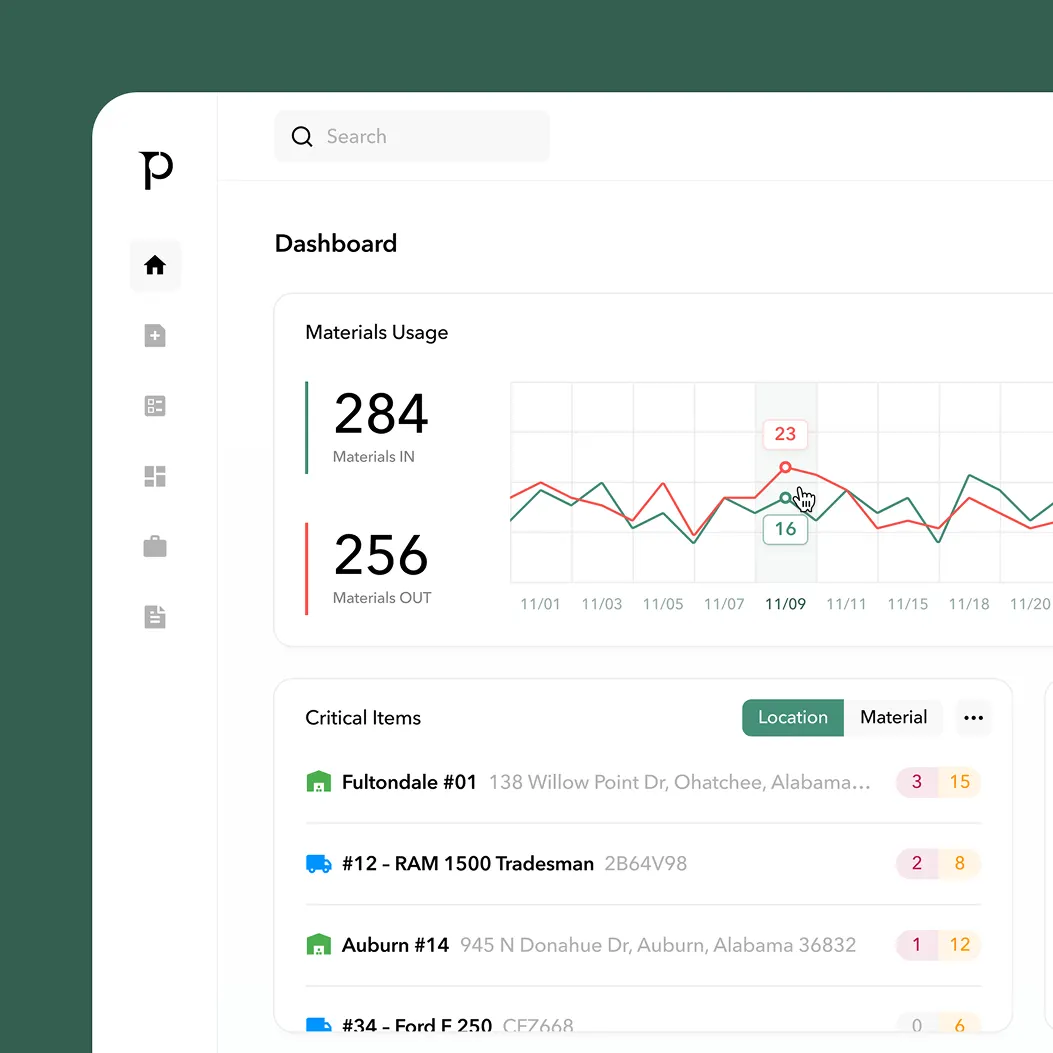 p
Search
Dashboard
Materials Usage
284
Materials IN
256
Materials OUT
23
16
11/01 11/03 11/05 11/07 11/09 11/11 11/15 11/18 11/20
Critical Items
Location Material
Fultondale #01 138 Willow Point Dr, Ohatchee, Alabama... 3 15
#12 – RAM 1500 Tradesman 2B64V98 2 8
Auburn #14 945 N Donahue Dr, Auburn, Alabama 36832 1 12
#34 – Ford F 250 CFZ668 0 6